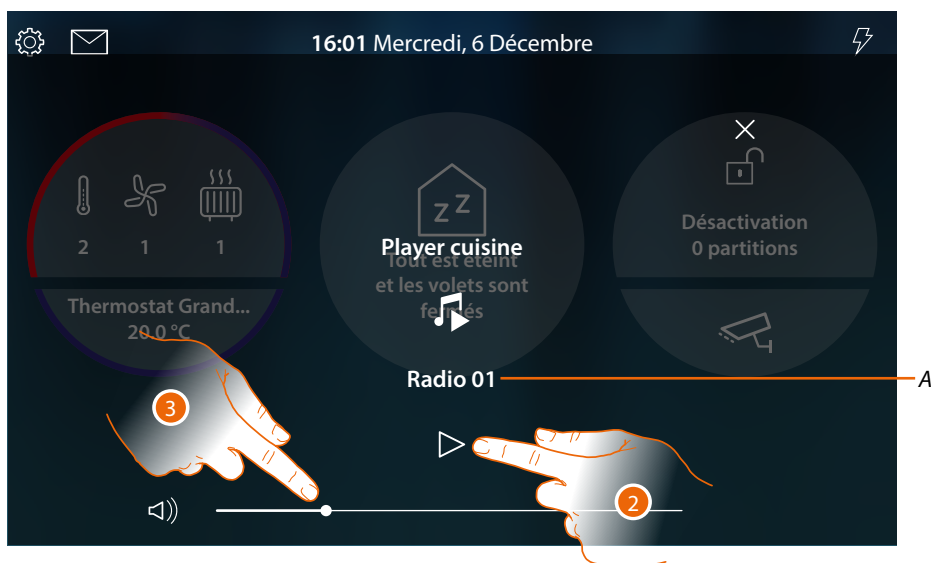 16:01 Mercredi, 6 Décembre
2 1 1
Thermostat Grand...
20.0 °C
Player cuisine
Z Z
Tout est éteint
et les volets sont
fermés
Désactivation
0 partitions
Radio 01
A
3
2